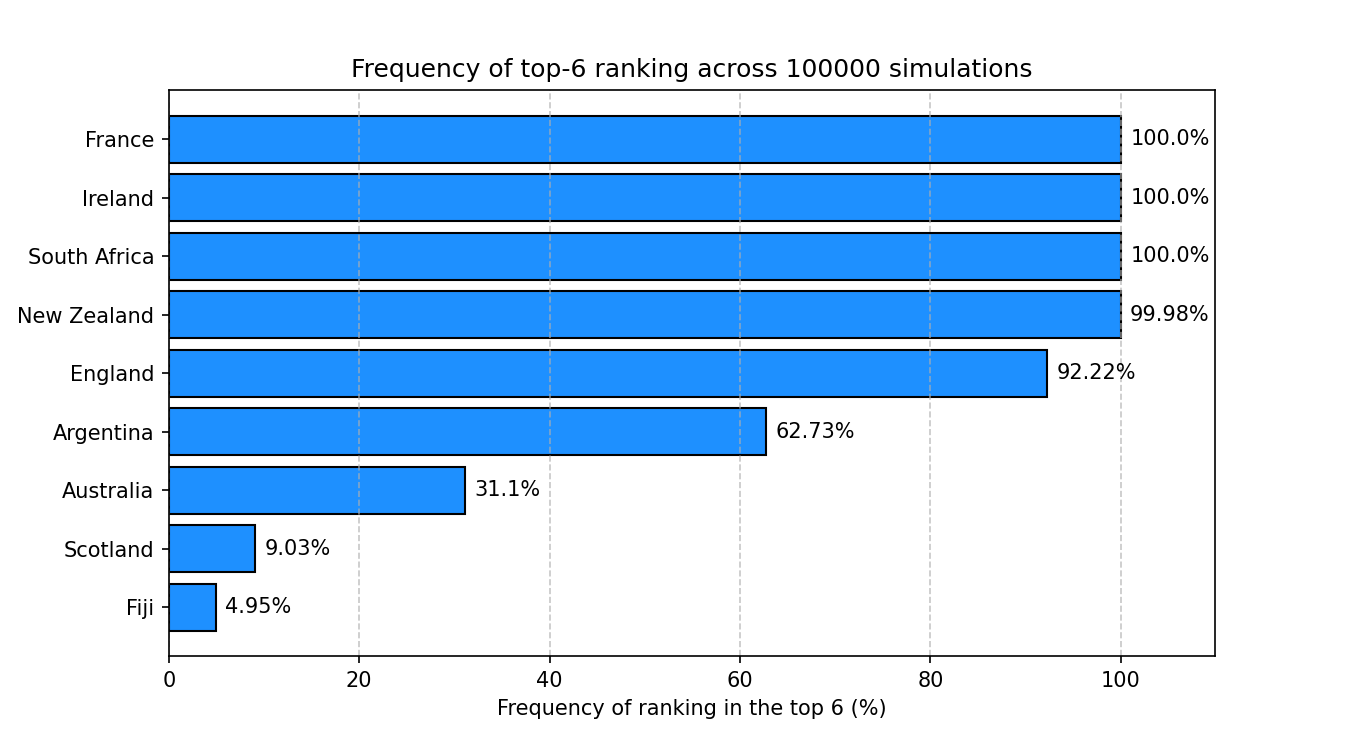 Frequency of top-6 ranking across 100000 simulations
France 100.0%
Ireland 100.0%
South Africa 100.0%
New Zealand 99.98%
England 92.22%
Argentina 62.73%
Australia 31.1%
Scotland 9.03%
Fiji 4.95%
0 20 40 60 80 100
Frequency of ranking in the top 6 (%)